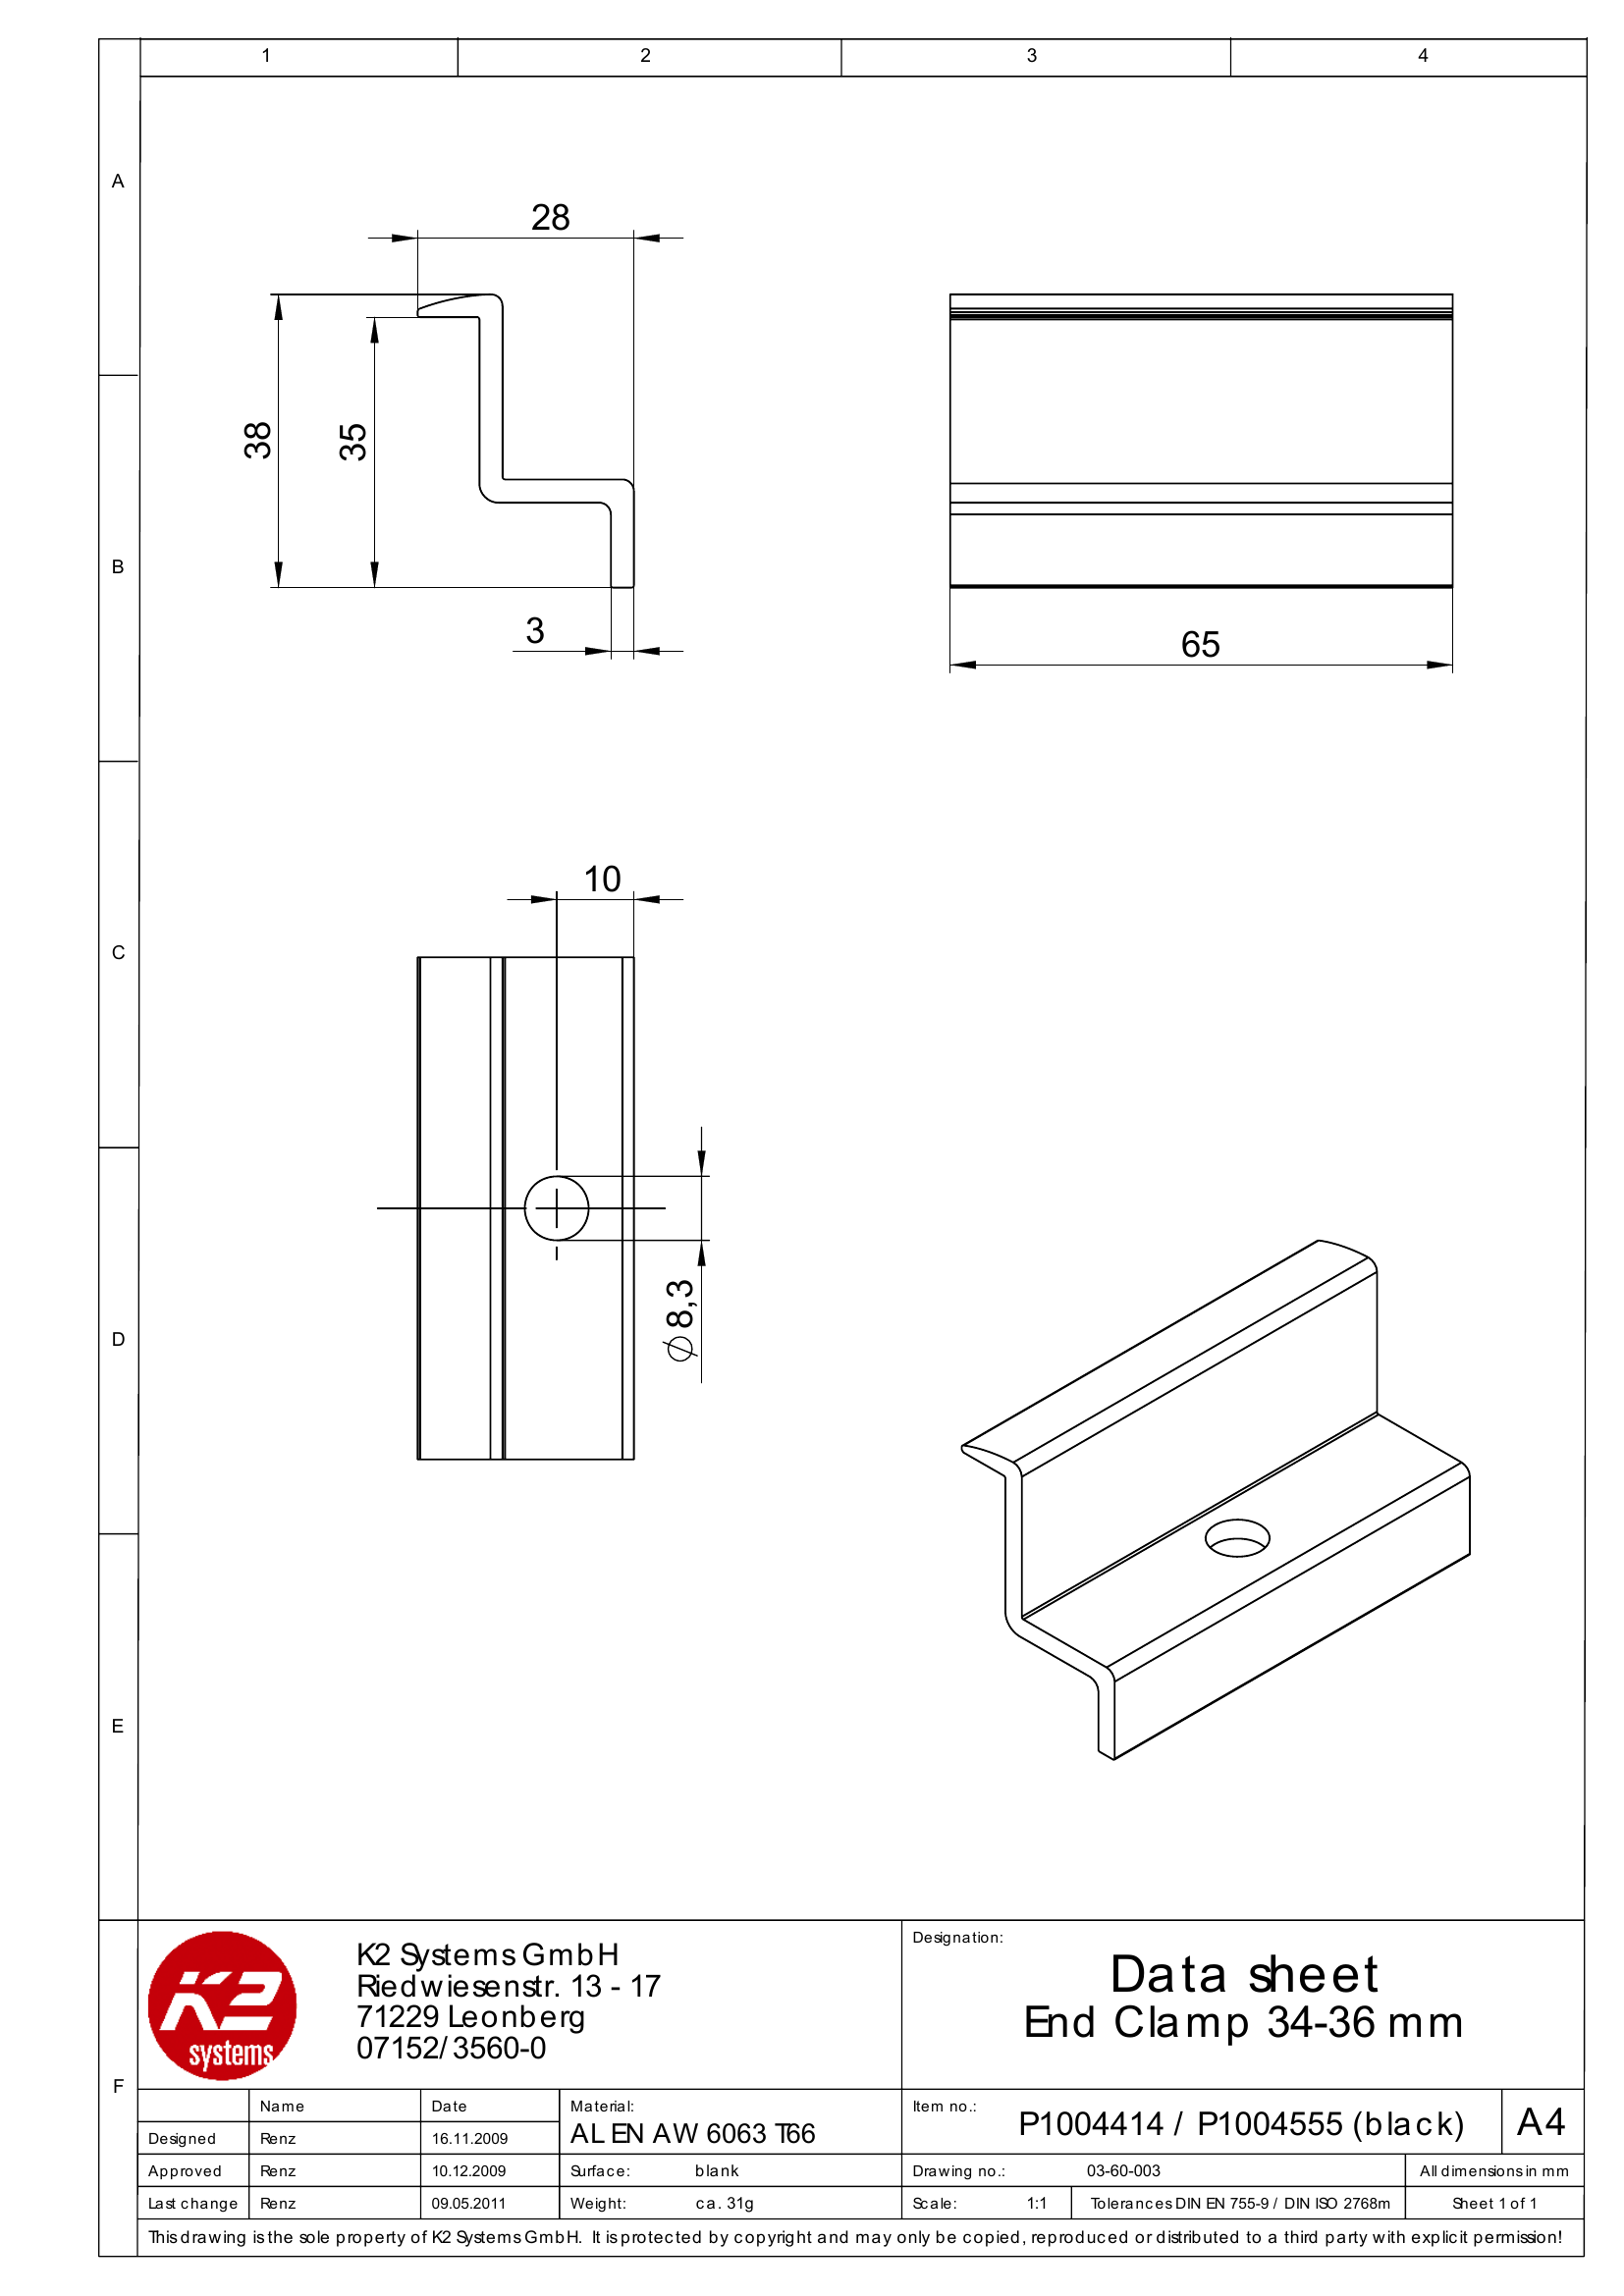 1 2 3 4
A
28
38
35
B
3
65
C
10
D
⌀8,3
E
F
K2 systems
K2 Systems GmbH
Riedwiesenstr. 13 - 17
71229 Leonberg
07152/3560-0
Designation:
Data sheet
End Clamp 34-36 mm
Name Date Material: Item no.:
AL EN AW 6063 T66 P1004414 / P1004555 (black) A4
Designed Renz 16.11.2009
Approved Renz 10.12.2009 Surface: blank Drawing no.: 03-60-003 All dimensions in mm
Last change Renz 09.05.2011 Weight: ca. 31g Scale: 1:1 Tolerances DIN EN 755-9 / DIN ISO 2768m Sheet 1 of 1
This drawing is the sole property of K2 Systems GmbH. It is protected by copyright and may only be copied, reproduced or distributed to a third party with explicit permission!